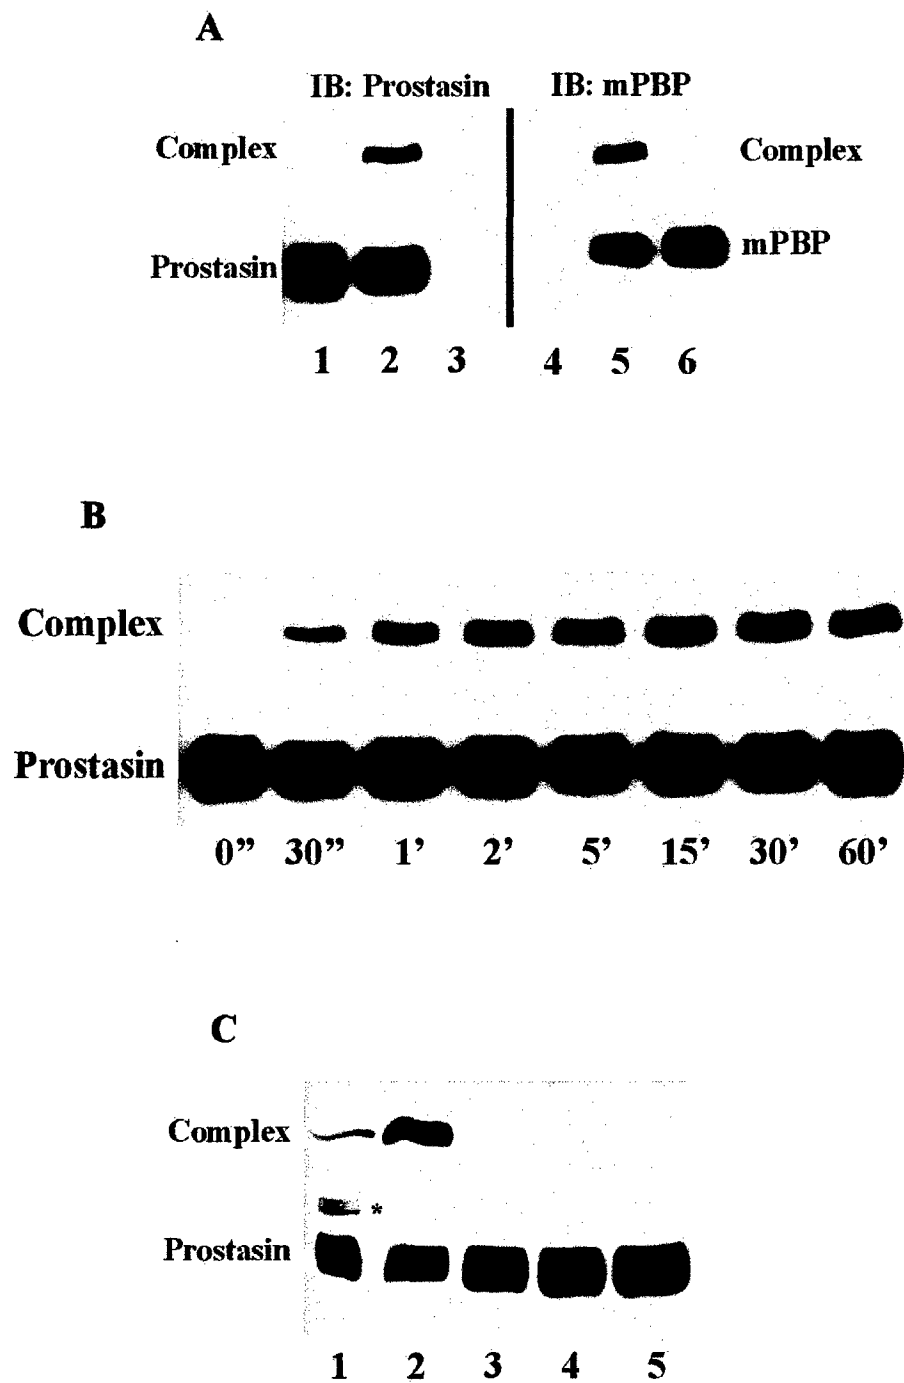 A
IB: Prostasin IB: mPBP
Complex Complex
Prostasin mPBP
1 2 3 4 5 6
B
Complex
Prostasin
0” 30” 1’ 2’ 5’ 15’ 30’ 60’
C
Complex
*
Prostasin
1 2 3 4 5